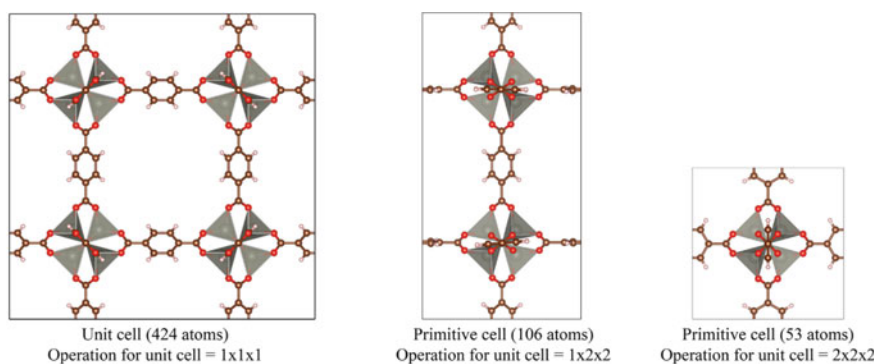 Unit cell (424 atoms)
Operation for unit cell = 1x1x1
Primitive cell (106 atoms)
Operation for unit cell = 1x2x2
Primitive cell (53 atoms)
Operation for unit cell = 2x2x2